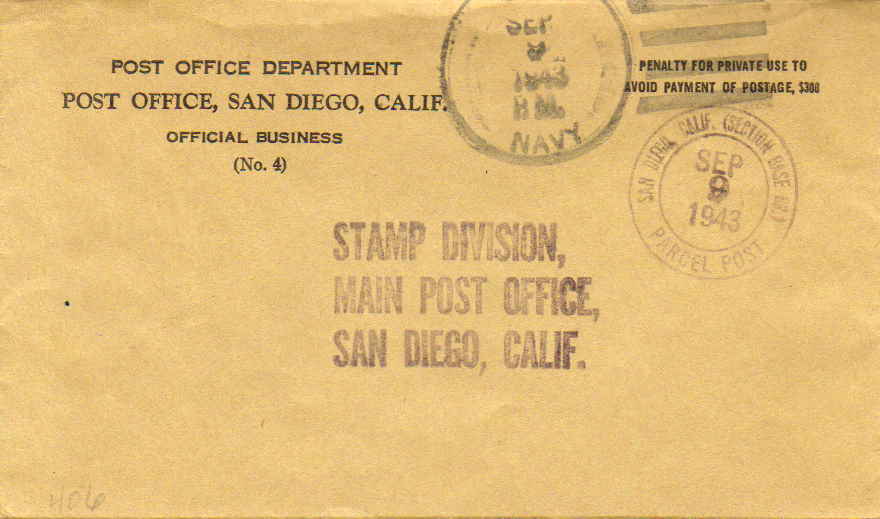 POST OFFICE DEPARTMENT
POST OFFICE, SAN DIEGO, CALIF.
OFFICIAL BUSINESS
(No. 4)
SEP
1943
NAVY
PENALTY FOR PRIVATE USE TO
AVOID PAYMENT OF POSTAGE, $300
SAN DIEGO, CALIF. (SECTION BASE BR.)
SEP
9
1943
PARCEL POST
STAMP DIVISION,
MAIN POST OFFICE,
SAN DIEGO, CALIF.
406